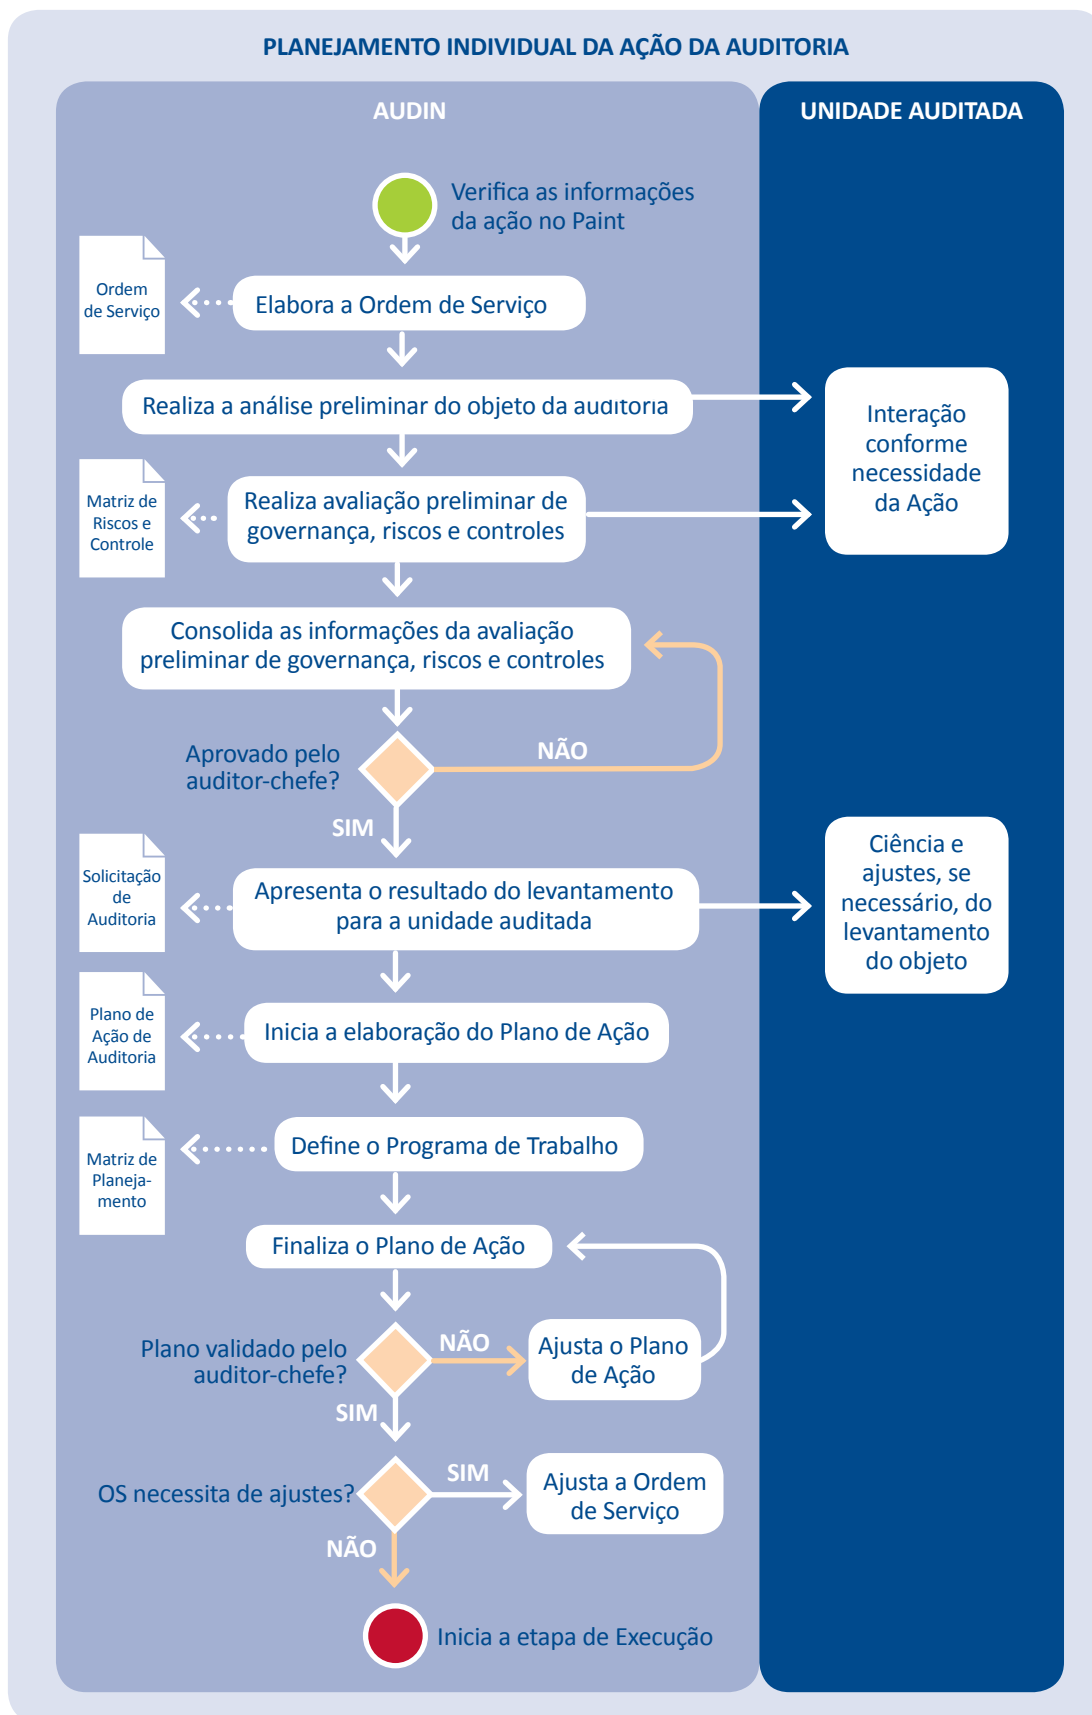 PLANEJAMENTO INDIVIDUAL DA AÇÃO DA AUDITORIA
AUDIN
UNIDADE AUDITADA
Verifica as informações
da ação no Paint
Ordem
de Serviço
Elabora a Ordem de Serviço
Realiza a análise preliminar do objeto da auditoria
Interação
conforme
necessidade
da Ação
Matriz de
Riscos e
Controle
Realiza avaliação preliminar de
governança, riscos e controles
Consolida as informações da avaliação
preliminar de governança, riscos e controles
Aprovado pelo
auditor-chefe?
NÃO
SIM
Solicitação
de
Auditoria
Apresenta o resultado do levantamento
para a unidade auditada
Ciência e
ajustes, se
necessário, do
levantamento
do objeto
Plano de
Ação de
Auditoria
Inicia a elaboração do Plano de Ação
Matriz de
Planeja-
mento
Define o Programa de Trabalho
Finaliza o Plano de Ação
Plano validado pelo
auditor-chefe?
NÃO
Ajusta o Plano
de Ação
SIM
OS necessita de ajustes?
SIM
Ajusta a Ordem
de Serviço
NÃO
Inicia a etapa de Execução